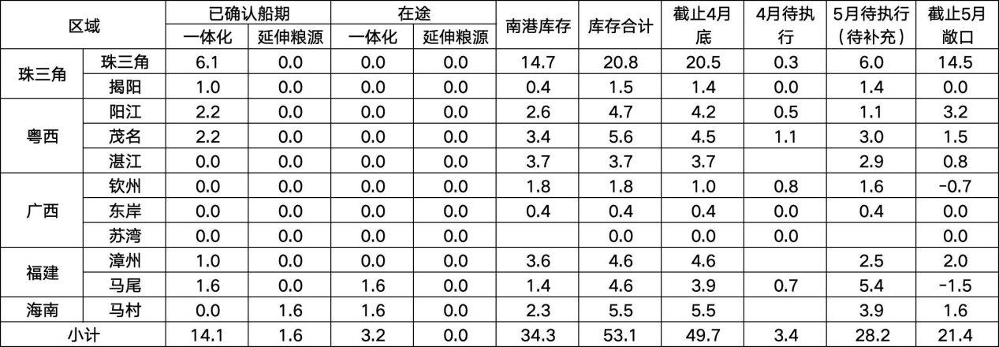 区域 已确认船期 在途 南港库存 库存合计 截止4月底 4月待执行 5月待执行(待补充) 截止5月敞口
一体化 延伸粮源 一体化 延伸粮源
珠三角 珠三角 6.1 0.0 0.0 0.0 14.7 20.8 20.5 0.3 6.0 14.5
揭阳 1.0 0.0 0.0 0.0 0.4 1.5 1.4 0.0 1.4 0.0
粤西 阳江 2.2 0.0 0.0 0.0 2.6 4.7 4.2 0.5 1.1 3.2
茂名 2.2 0.0 0.0 0.0 3.4 5.6 4.5 1.1 3.0 1.5
湛江 0.0 0.0 0.0 0.0 3.7 3.7 3.7 2.9 0.8
广西 钦州 0.0 0.0 0.0 0.0 1.8 1.8 1.0 0.8 1.6 -0.7
东岸 0.0 0.0 0.0 0.0 0.4 0.4 0.4 0.0 0.4 0.0
苏湾 0.0 0.0 0.0 0.0 0.0 0.0 0.0 0.0
福建 漳州 1.0 0.0 0.0 0.0 3.6 4.6 4.6 2.5 2.0
马尾 1.6 0.0 1.6 0.0 1.4 4.6 3.9 0.7 5.4 -1.5
海南 马村 0.0 1.6 1.6 0.0 2.3 5.5 5.5 3.9 1.6
小计 14.1 1.6 3.2 0.0 34.3 53.1 49.7 3.4 28.2 21.4